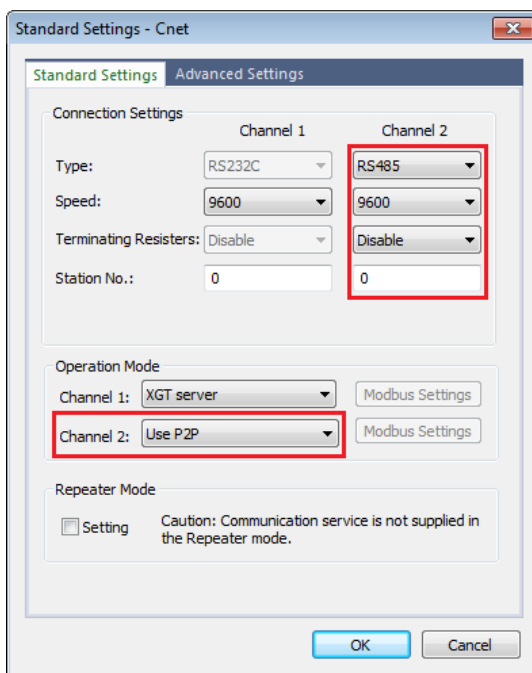 Standard Settings - Cnet
Standard Settings Advanced Settings
Connection Settings
Channel 1 Channel 2
Type: RS232C RS485
Speed: 9600 9600
Terminating Resisters: Disable Disable
Station No.: 0 0
Operation Mode
Channel 1: XGT server Modbus Settings
Channel 2: Use P2P Modbus Settings
Repeater Mode
Setting Caution: Communication service is not supplied in
the Repeater mode.
OK Cancel